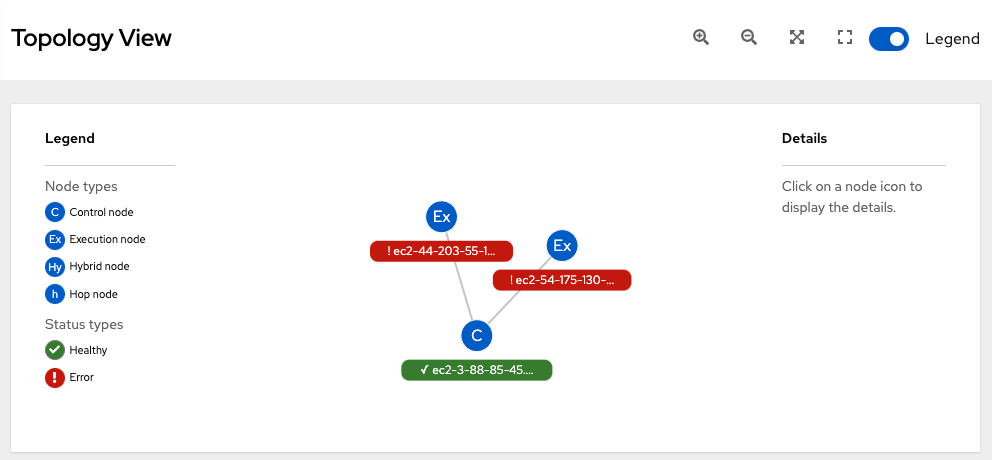 Topology View
Legend
Legend
Node types
C Control node
Ex Execution node
Hy Hybrid node
h Hop node
Status types
Healthy
! Error
Ex
! ec2-44-203-55-1...
Ex
! ec2-54-175-130-...
C
✓ ec2-3-88-85-45....
Details
Click on a node icon to
display the details.